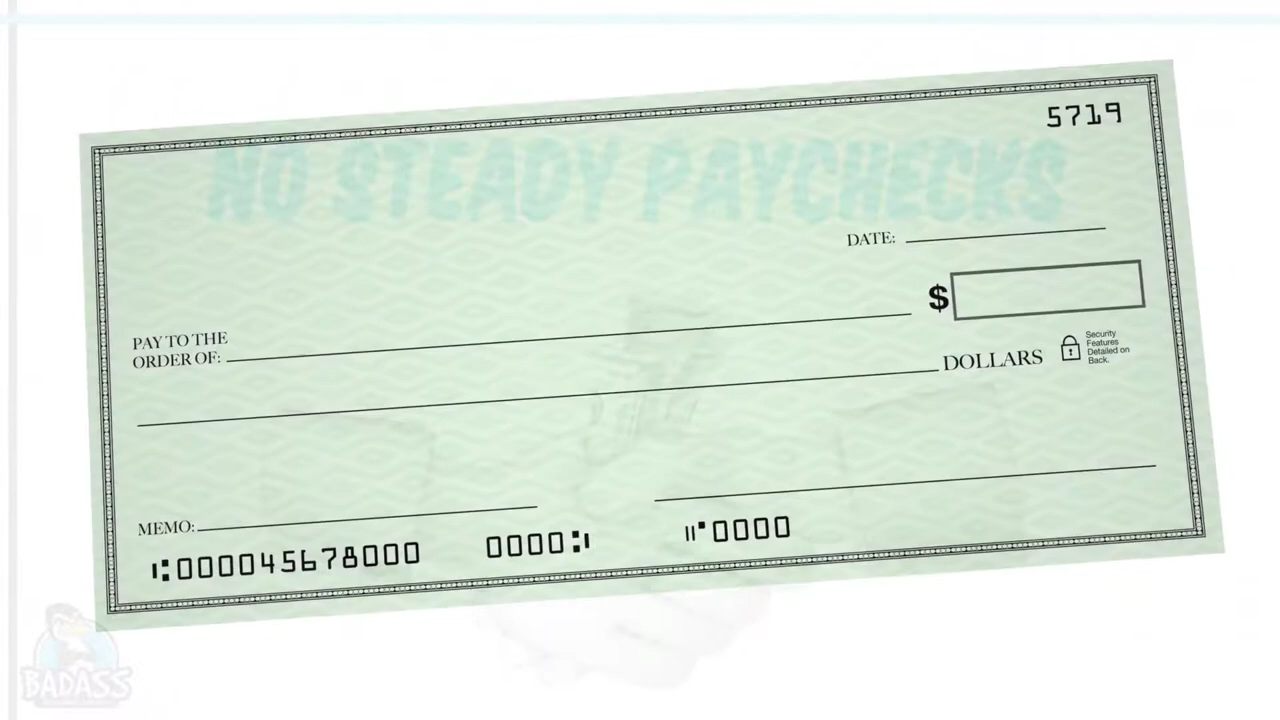 5719
NO STEADY PAYCHECKS
DATE:
$
PAY TO THE
ORDER OF:
DOLLARS
Security
Features
Detailed on
Back.
MEMO:
⑆000045678000 0000⑆ ⑈0000
BADASS